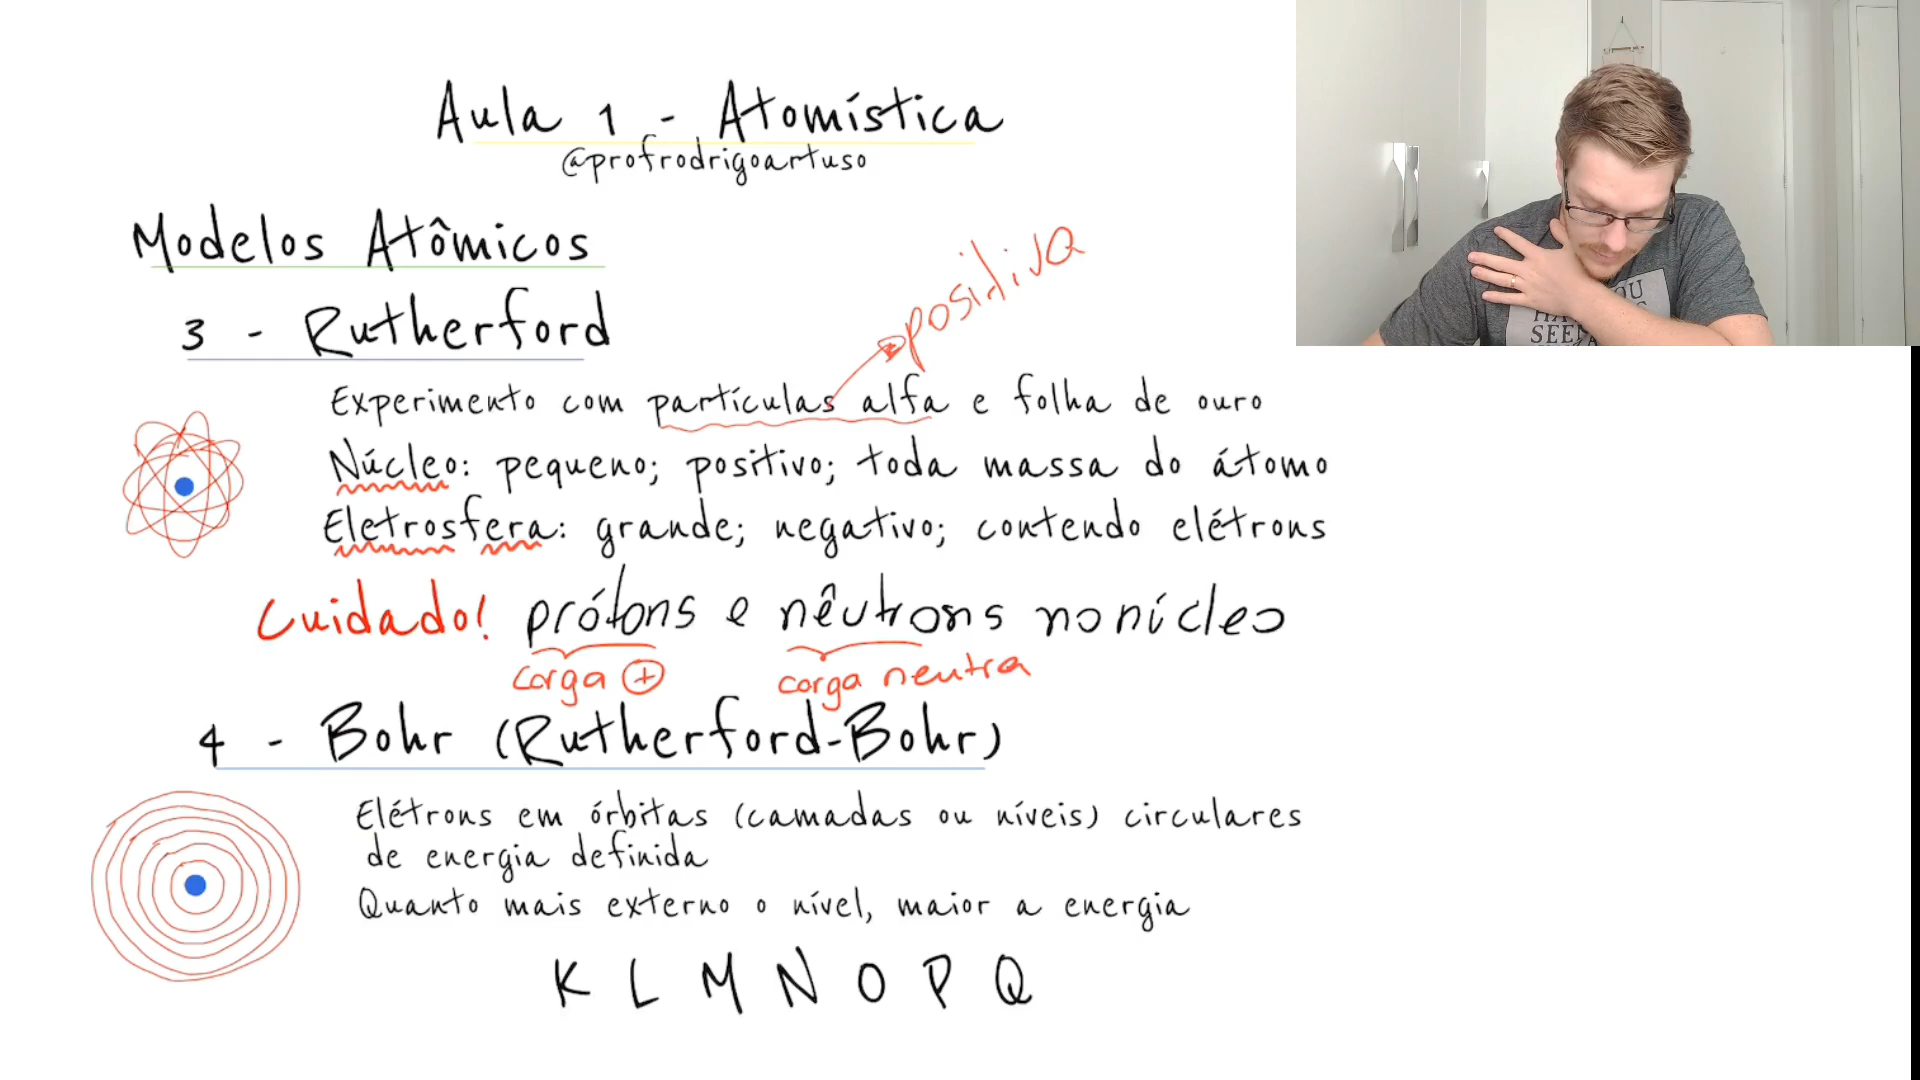 Aula 1 - Atomística
@profrodrigoartuso
Modelos Atômicos
3 - Rutherford
positiva
Experimento com partículas alfa e folha de ouro
Núcleo: pequeno; positivo; toda massa do átomo
Eletrosfera: grande; negativo; contendo elétrons
Cuidado! prótons e nêutrons no nícleo
carga +
carga neutra
4 - Bohr (Rutherford-Bohr)
Elétrons em órbitas (camadas ou níveis) circulares
de energia definida
Quanto mais externo o nível, maior a energia
K L M N O P Q